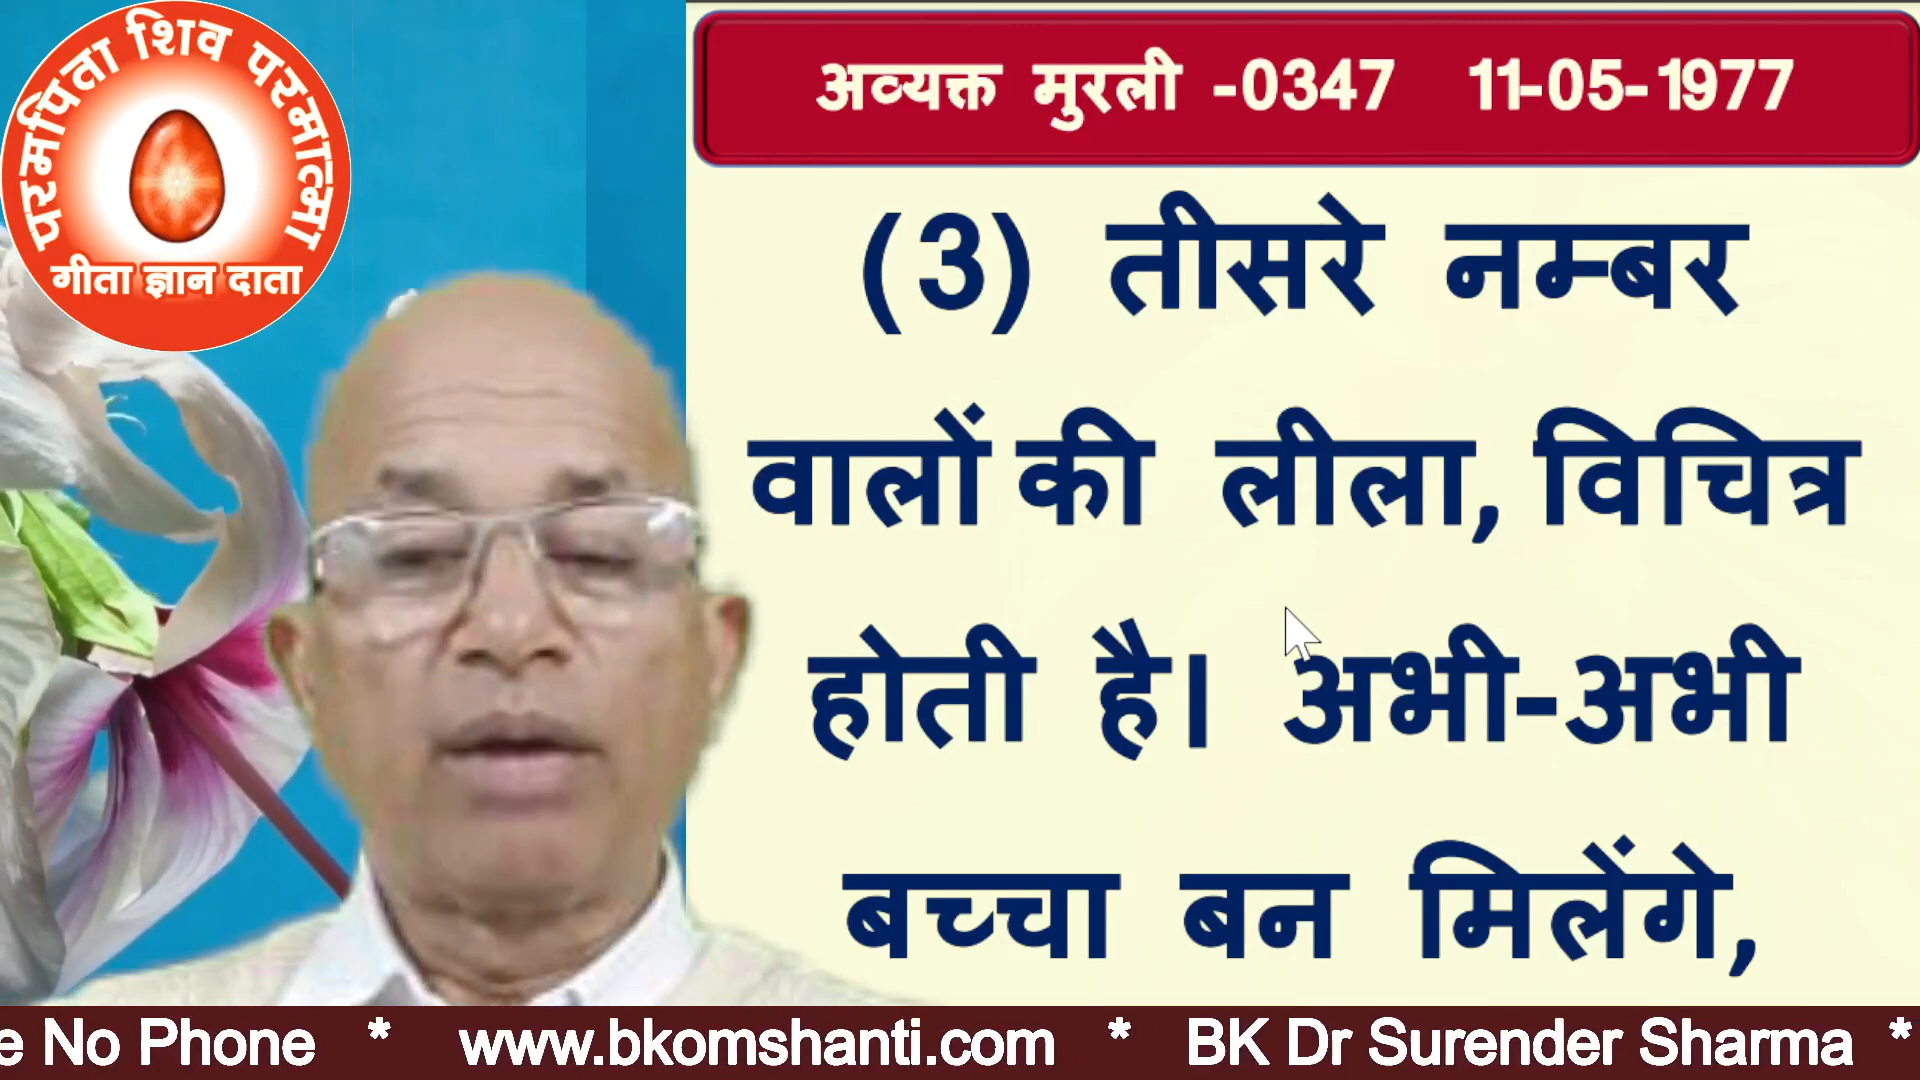 परमपिता शिव परमात्मा
गीता ज्ञान दाता
अव्यक्त मुरली -0347 11-05-1977
(3) तीसरे नम्बर
वालों की लीला, विचित्र
होती है। अभी-अभी
बच्चा बन मिलेंगे,
e No Phone * www.bkomshanti.com * BK Dr Surender Sharma *